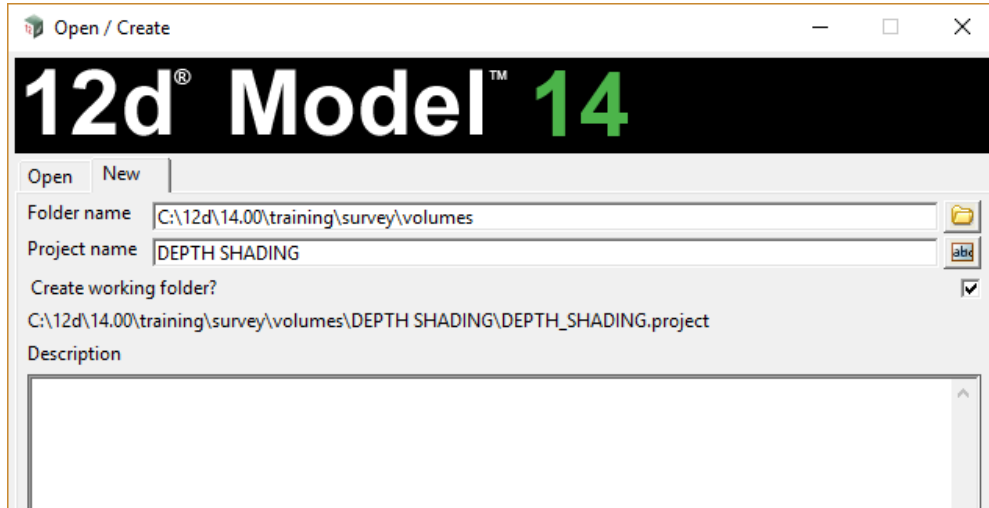 Open / Create
12d® Model™ 14
Open New
Folder name C:\12d\14.00\training\survey\volumes
Project name DEPTH SHADING abc
Create working folder?
C:\12d\14.00\training\survey\volumes\DEPTH SHADING\DEPTH_SHADING.project
Description